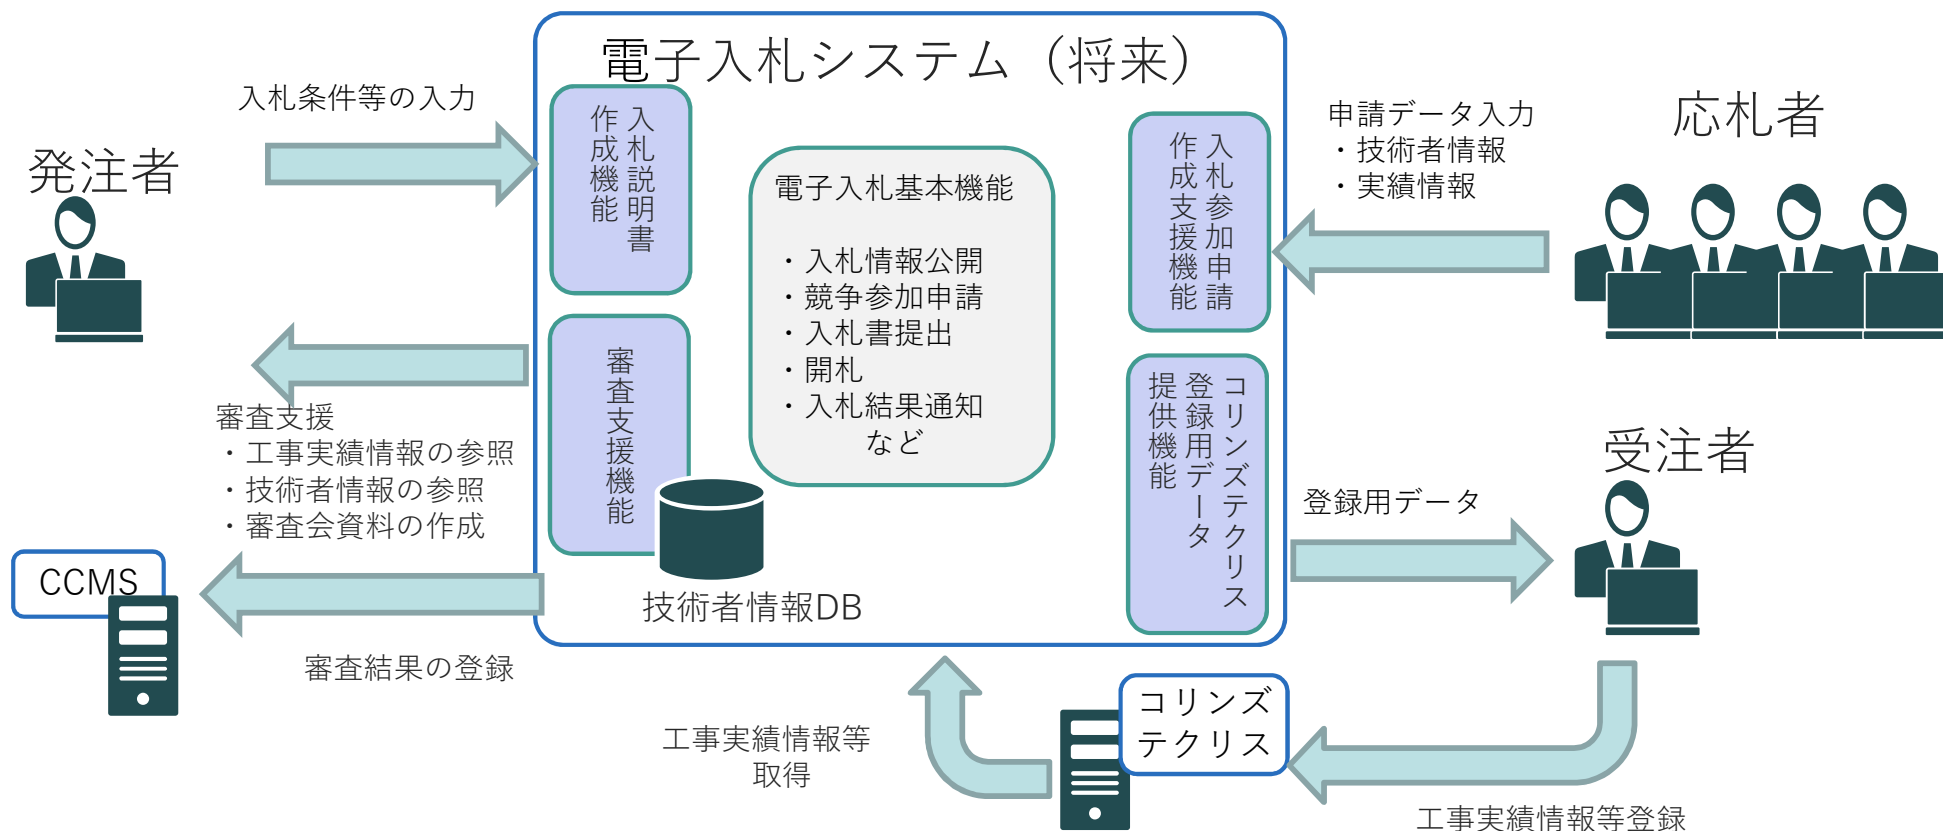 電子入札システム（将来）
入札条件等の入力
発注者
入札説明書
作成機能
電子入札基本機能
・入札情報公開
・競争参加申請
・入札書提出
・開札
・入札結果通知
など
入札参加申請
作成支援機能
申請データ入力
・技術者情報
・実績情報
応札者
審査支援機能
審査支援
・工事実績情報の参照
・技術者情報の参照
・審査会資料の作成
コリンズテクリス
登録用データ
提供機能
受注者
登録用データ
CCMS
技術者情報DB
審査結果の登録
コリンズ
テクリス
工事実績情報等
取得
工事実績情報等登録